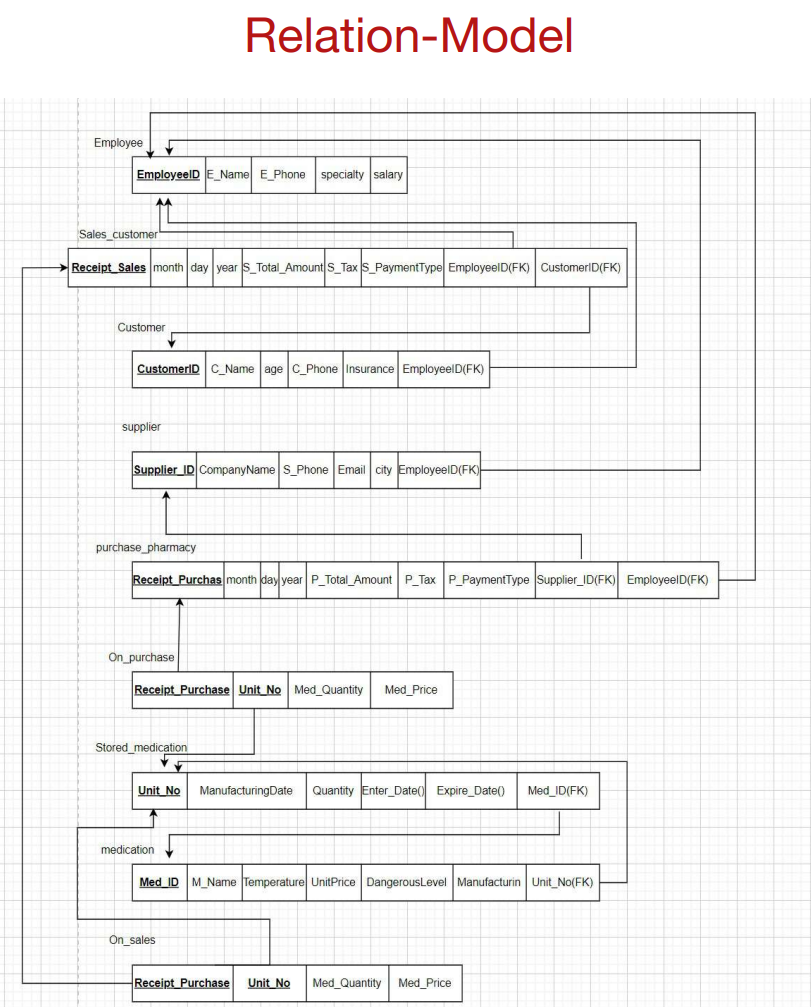 Relation-Model
Employee
EmployeeID E_Name E_Phone specialty salary
Sales_customer
Receipt_Sales month day year S_Total_Amount S_Tax S_PaymentType EmployeeID(FK) CustomerID(FK)
Customer
CustomerID C_Name age C_Phone Insurance EmployeeID(FK)
supplier
Supplier_ID CompanyName S_Phone Email city EmployeeID(FK)
purchase_pharmacy
Receipt_Purchas month day year P_Total_Amount P_Tax P_PaymentType Supplier_ID(FK) EmployeeID(FK)
On_purchase
Receipt_Purchase Unit_No Med_Quantity Med_Price
Stored_medication
Unit_No ManufacturingDate Quantity Enter_Date() Expire_Date() Med_ID(FK)
medication
Med_ID M_Name Temperature UnitPrice DangerousLevel Manufacturin Unit_No(FK)
On_sales
Receipt_Purchase Unit_No Med_Quantity Med_Price